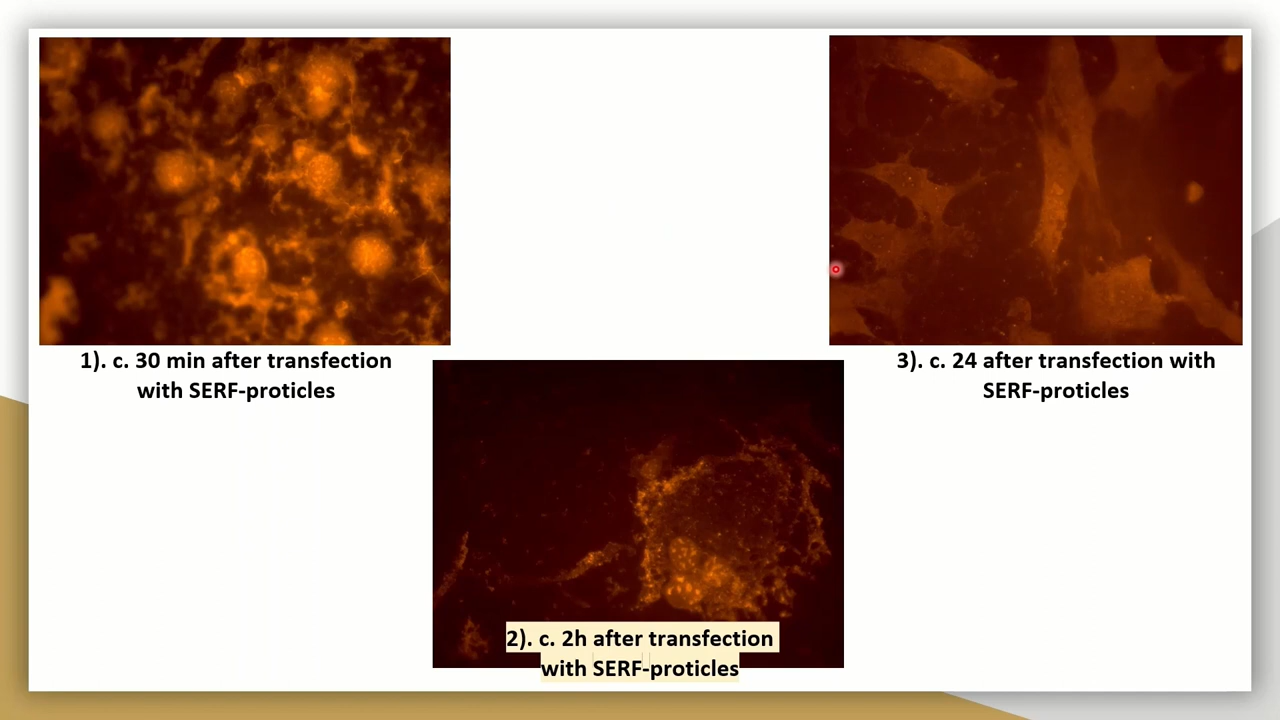 1). c. 30 min after transfection
with SERF-proticles
2). c. 2h after transfection
with SERF-proticles
3). c. 24 after transfection with
SERF-proticles